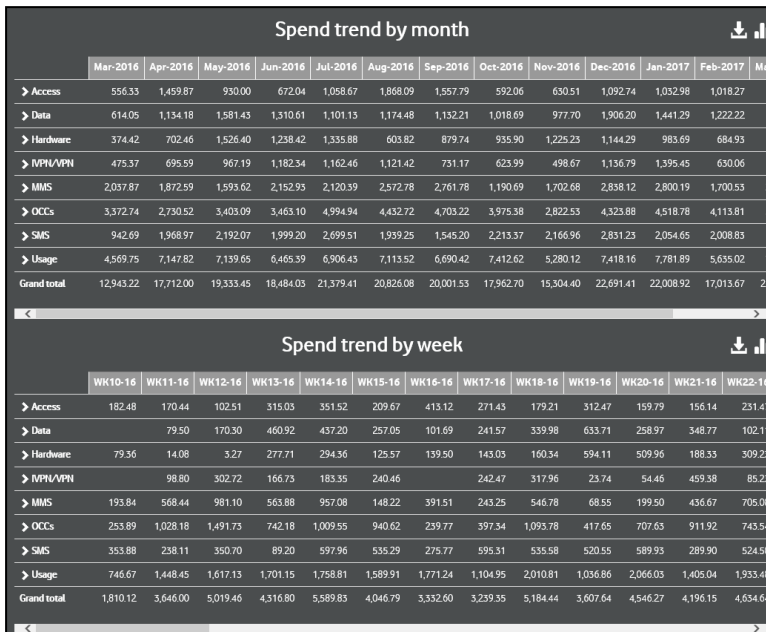 Spend trend by month
Mar-2016 Apr-2016 May-2016 Jun-2016 Jul-2016 Aug-2016 Sep-2016 Oct-2016 Nov-2016 Dec-2016 Jan-2017 Feb-2017 Ma
Access 556.33 1,459.87 930.00 672.04 1,058.67 1,868.09 1,557.79 592.06 630.51 1,092.74 1,032.98 1,018.27
Data 614.05 1,134.18 1,581.43 1,310.61 1,101.13 1,174.48 1,132.21 1,018.69 977.70 1,906.20 1,441.29 1,222.22
Hardware 374.42 702.46 1,526.40 1,238.42 1,335.88 603.82 879.74 935.90 1,225.23 1,144.29 983.69 684.93
IVPN/VPN 475.37 695.59 967.19 1,182.34 1,162.46 1,121.42 731.17 623.99 498.67 1,136.79 1,395.45 630.06
MMS 2,037.87 1,872.59 1,593.62 2,152.93 2,120.39 2,572.78 2,761.78 1,190.69 1,702.68 2,838.12 2,800.19 1,700.53
OCCs 3,372.74 2,730.52 3,403.09 3,463.10 4,994.94 4,432.72 4,703.22 3,975.38 2,822.53 4,323.88 4,518.78 4,113.81
SMS 942.69 1,968.97 2,192.07 1,999.20 2,699.51 1,939.25 1,545.20 2,213.37 2,166.96 2,831.23 2,054.65 2,008.83
Usage 4,569.75 7,147.82 7,139.65 6,465.39 6,906.43 7,113.52 6,690.42 7,412.62 5,280.12 7,418.16 7,781.89 5,635.02
Grand total 12,943.22 17,712.00 19,333.45 18,484.03 21,379.41 20,826.08 20,001.53 17,962.70 15,304.40 22,691.41 22,008.92 17,013.67 2
Spend trend by week
WK10-16 WK11-16 WK12-16 WK13-16 WK14-16 WK15-16 WK16-16 WK17-16 WK18-16 WK19-16 WK20-16 WK21-16 WK22-16
Access 182.48 170.44 102.51 315.03 351.52 209.67 413.12 271.43 179.21 312.47 159.79 156.14 231.4
Data 79.50 170.30 460.92 437.20 257.05 101.69 241.57 339.98 633.71 258.97 348.77 102.1
Hardware 79.36 14.08 3.27 277.71 294.36 125.57 139.50 143.03 160.34 594.11 509.96 188.33 309.2
IVPN/VPN 98.80 302.72 166.73 183.35 240.46 242.47 317.96 23.74 54.46 459.38 85.2
MMS 193.84 568.44 981.10 563.88 957.08 148.22 391.51 243.25 546.78 68.55 199.50 436.67 705.0
OCCs 253.89 1,028.18 1,491.73 742.18 1,009.55 940.62 239.77 397.34 1,093.78 417.65 707.63 911.92 743.5
SMS 353.88 238.11 350.70 89.20 597.96 535.29 275.77 595.31 535.58 520.55 589.93 289.90 524.5
Usage 746.67 1,448.45 1,617.13 1,701.15 1,758.81 1,589.91 1,771.24 1,104.95 2,010.81 1,036.86 2,066.03 1,405.04 1,933.4
Grand total 1,810.12 3,646.00 5,019.46 4,316.80 5,589.83 4,046.79 3,332.60 3,239.35 5,184.44 3,607.64 4,546.27 4,196.15 4,634.6